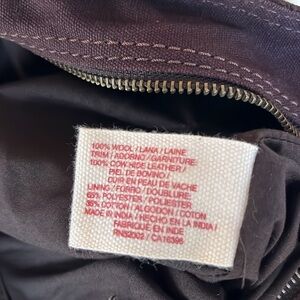 100% WOOL / LANA / LAINE
TRIM / ADORNO / GARNITURE:
100% COW-HIDE LEATHER /
PIEL DE BOVINO /
CUIR EN PEAU DE VACHE
LINING / FORRO / DOUBLURE:
65% POLYESTER / POLIESTER
35% COTTON / ALGODON / COTON
MADE IN INDIA / HECHO EN LA INDIA /
FABRIQUÉ EN INDE
RN52002 / CA16396